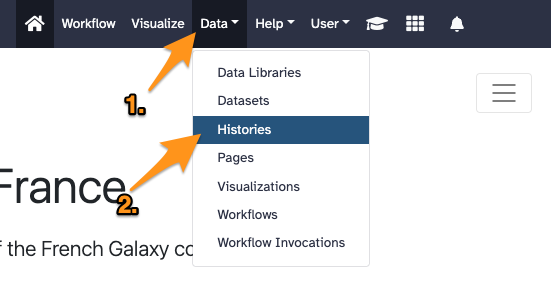 Workflow Visualize Data Help User
1.
Data Libraries
Datasets
Histories
Pages
Visualizations
Workflows
Workflow Invocations
2.
France
of the French Galaxy co